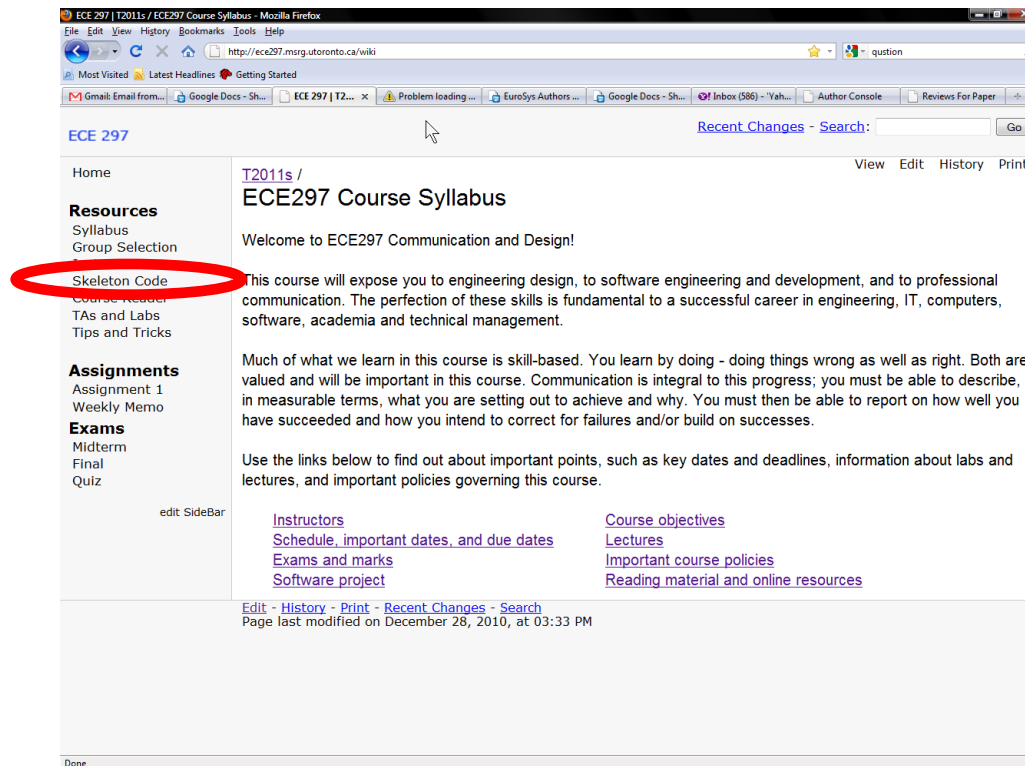 ECE 297 | T2011s / ECE297 Course Syllabus - Mozilla Firefox
File Edit View History Bookmarks Tools Help
http://ece297.msrg.utoronto.ca/wiki
qustion
Most Visited Latest Headlines Getting Started
Gmail: Email from... Google Docs - Sh... ECE 297 | T2... Problem loading ... EuroSys Authors ... Google Docs - Sh... Inbox (586) - 'Yah... Author Console Reviews For Paper
ECE 297
Recent Changes - Search: Go
View Edit History Print
Home
Resources
Syllabus
Group Selection
Skeleton Code
Course Reader
TAs and Labs
Tips and Tricks
Assignments
Assignment 1
Weekly Memo
Exams
Midterm
Final
Quiz
edit SideBar
T2011s /
ECE297 Course Syllabus
Welcome to ECE297 Communication and Design!
This course will expose you to engineering design, to software engineering and development, and to professional
communication. The perfection of these skills is fundamental to a successful career in engineering, IT, computers,
software, academia and technical management.
Much of what we learn in this course is skill-based. You learn by doing - doing things wrong as well as right. Both are
valued and will be important in this course. Communication is integral to this progress; you must be able to describe,
in measurable terms, what you are setting out to achieve and why. You must then be able to report on how well you
have succeeded and how you intend to correct for failures and/or build on successes.
Use the links below to find out about important points, such as key dates and deadlines, information about labs and
lectures, and important policies governing this course.
Instructors
Schedule, important dates, and due dates
Exams and marks
Software project
Course objectives
Lectures
Important course policies
Reading material and online resources
Edit - History - Print - Recent Changes - Search
Page last modified on December 28, 2010, at 03:33 PM
Done